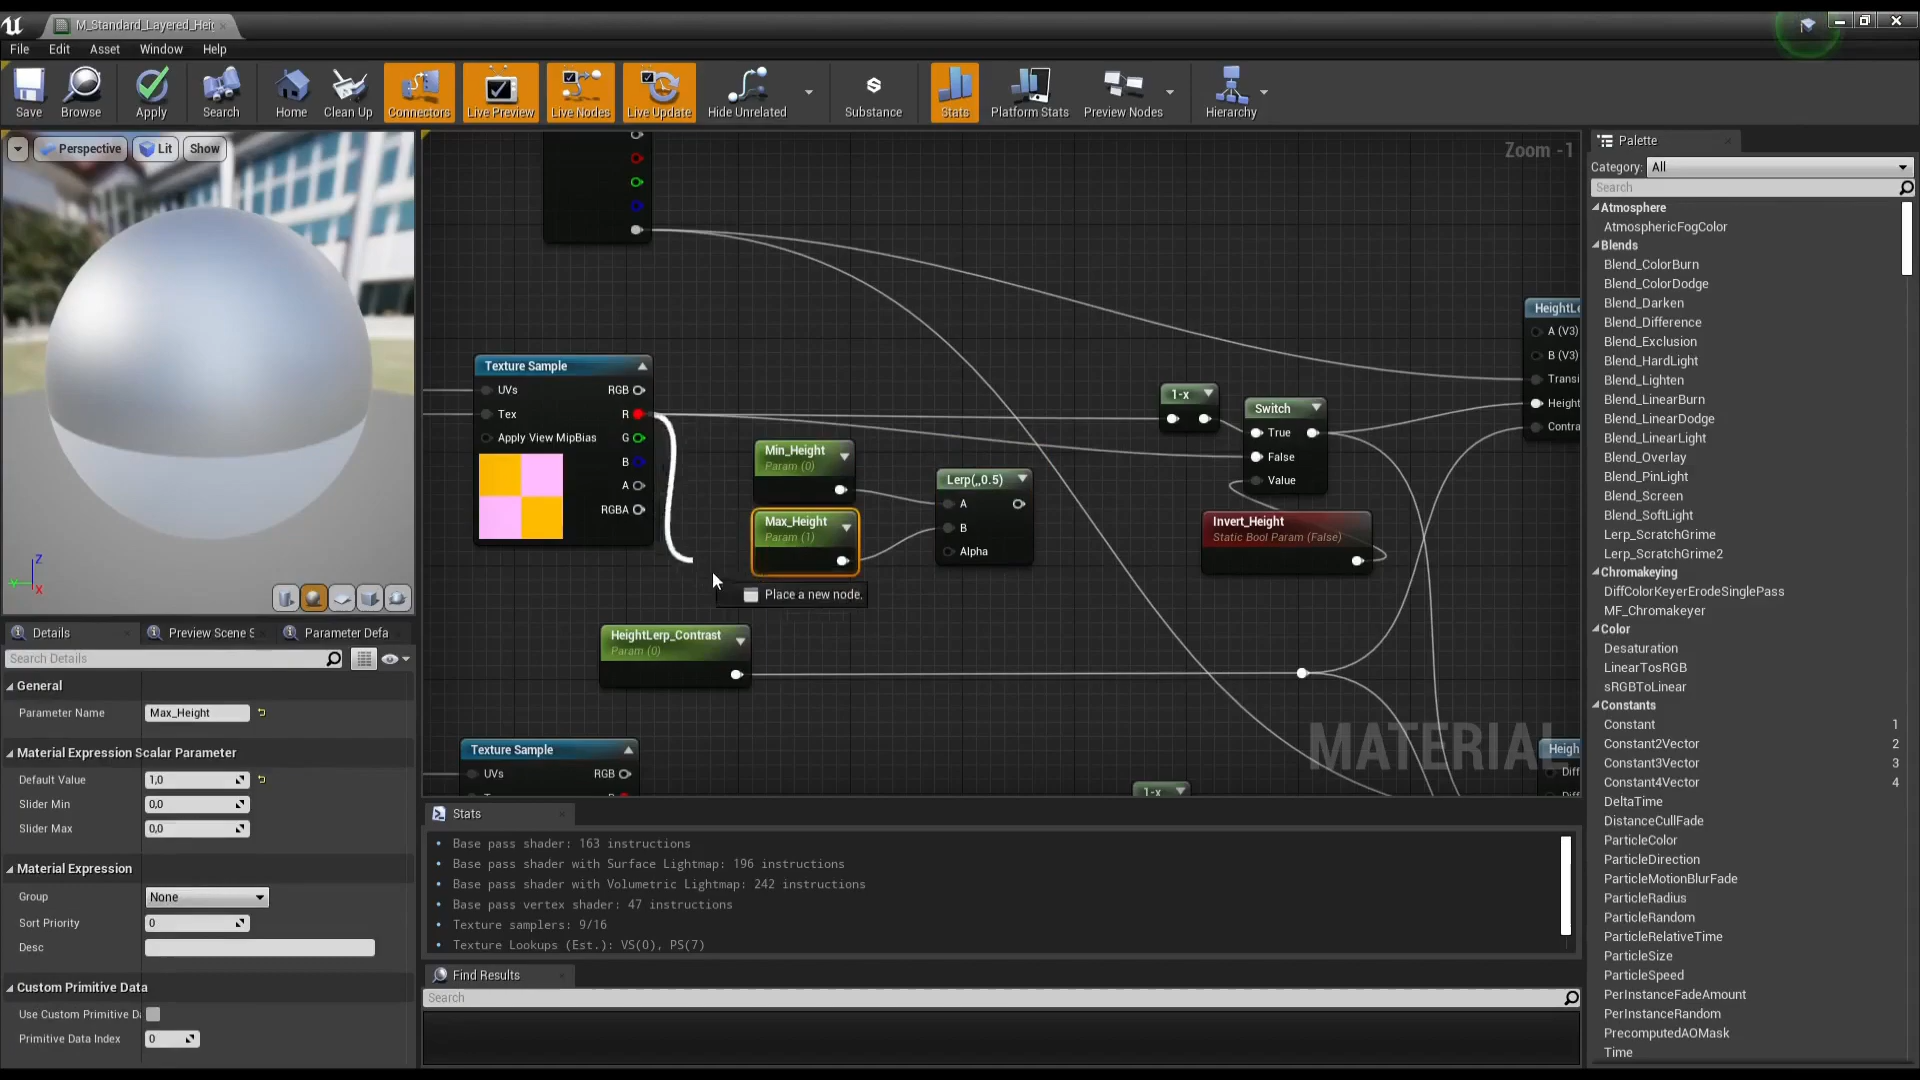 M_Standard_Layered_Hei
File Edit Asset Window Help
Save Browse Apply Search Home Clean Up Connectors Live Preview Live Nodes Live Update Hide Unrelated Substance Stats Platform Stats Preview Nodes Hierarchy
Perspective Lit Show
Zoom -1
Texture Sample
UVs RGB
Tex R
Apply View MipBias G
B
A
RGBA
Min_Height
Param (0)
Max_Height
Param (1)
Lerp(,,0.5)
A
B
Alpha
Place a new node.
1-x
Switch
True
False
Value
Invert_Height
Static Bool Param (False)
HeightLe
A (V3)
B (V3)
Transi
Height
Contra
HeightLerp_Contrast
Param (0)
Texture Sample
UVs RGB
1-x
Heigh
Diff
MATERIAL
Details Preview Scene S Parameter Defa
Search Details
General
Parameter Name Max_Height
Material Expression Scalar Parameter
Default Value 1,0
Slider Min 0,0
Slider Max 0,0
Material Expression
Group None
Sort Priority 0
Desc
Custom Primitive Data
Use Custom Primitive D
Primitive Data Index 0
Stats
• Base pass shader: 163 instructions
• Base pass shader with Surface Lightmap: 196 instructions
• Base pass shader with Volumetric Lightmap: 242 instructions
• Base pass vertex shader: 47 instructions
• Texture samplers: 9/16
• Texture Lookups (Est.): VS(0), PS(7)
Find Results
Search
Palette
Category: All
Search
Atmosphere
AtmosphericFogColor
Blends
Blend_ColorBurn
Blend_ColorDodge
Blend_Darken
Blend_Difference
Blend_Exclusion
Blend_HardLight
Blend_Lighten
Blend_LinearBurn
Blend_LinearDodge
Blend_LinearLight
Blend_Overlay
Blend_PinLight
Blend_Screen
Blend_SoftLight
Lerp_ScratchGrime
Lerp_ScratchGrime2
Chromakeying
DiffColorKeyerErodeSinglePass
MF_Chromakeyer
Color
Desaturation
LinearTosRGB
sRGBToLinear
Constants
Constant 1
Constant2Vector 2
Constant3Vector 3
Constant4Vector 4
DeltaTime
DistanceCullFade
ParticleColor
ParticleDirection
ParticleMotionBlurFade
ParticleRadius
ParticleRandom
ParticleRelativeTime
ParticleSize
ParticleSpeed
PerInstanceFadeAmount
PerInstanceRandom
PrecomputedAOMask
Time